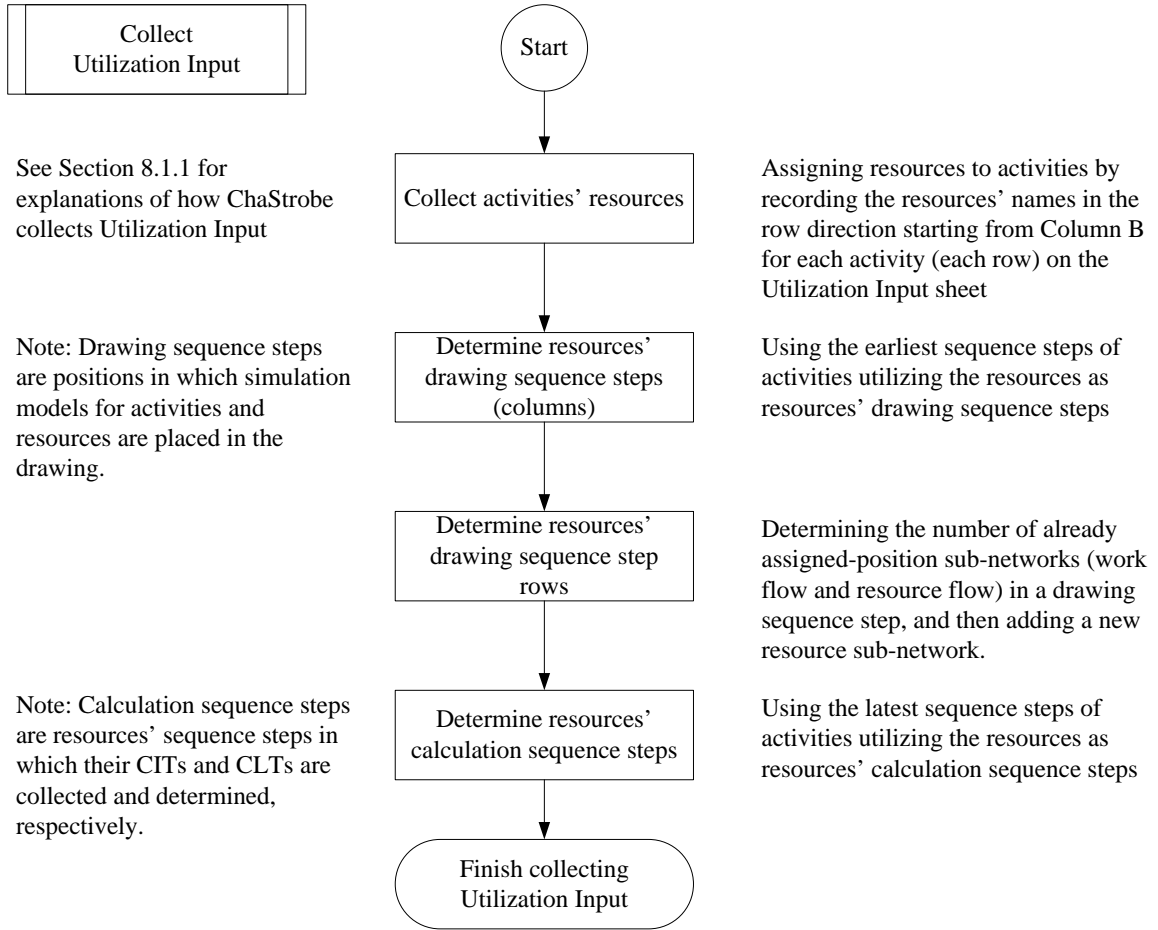 Collect
Utilization Input
Start
See Section 8.1.1 for
explanations of how ChaStrobe
collects Utilization Input
Collect activities’ resources
Assigning resources to activities by
recording the resources’ names in the
row direction starting from Column B
for each activity (each row) on the
Utilization Input sheet
Note: Drawing sequence steps
are positions in which simulation
models for activities and
resources are placed in the
drawing.
Determine resources’
drawing sequence steps
(columns)
Using the earliest sequence steps of
activities utilizing the resources as
resources’ drawing sequence steps
Determine resources’
drawing sequence step
rows
Determining the number of already
assigned-position sub-networks (work
flow and resource flow) in a drawing
sequence step, and then adding a new
resource sub-network.
Note: Calculation sequence steps
are resources’ sequence steps in
which their CITs and CLTs are
collected and determined,
respectively.
Determine resources’
calculation sequence steps
Using the latest sequence steps of
activities utilizing the resources as
resources’ calculation sequence steps
Finish collecting
Utilization Input